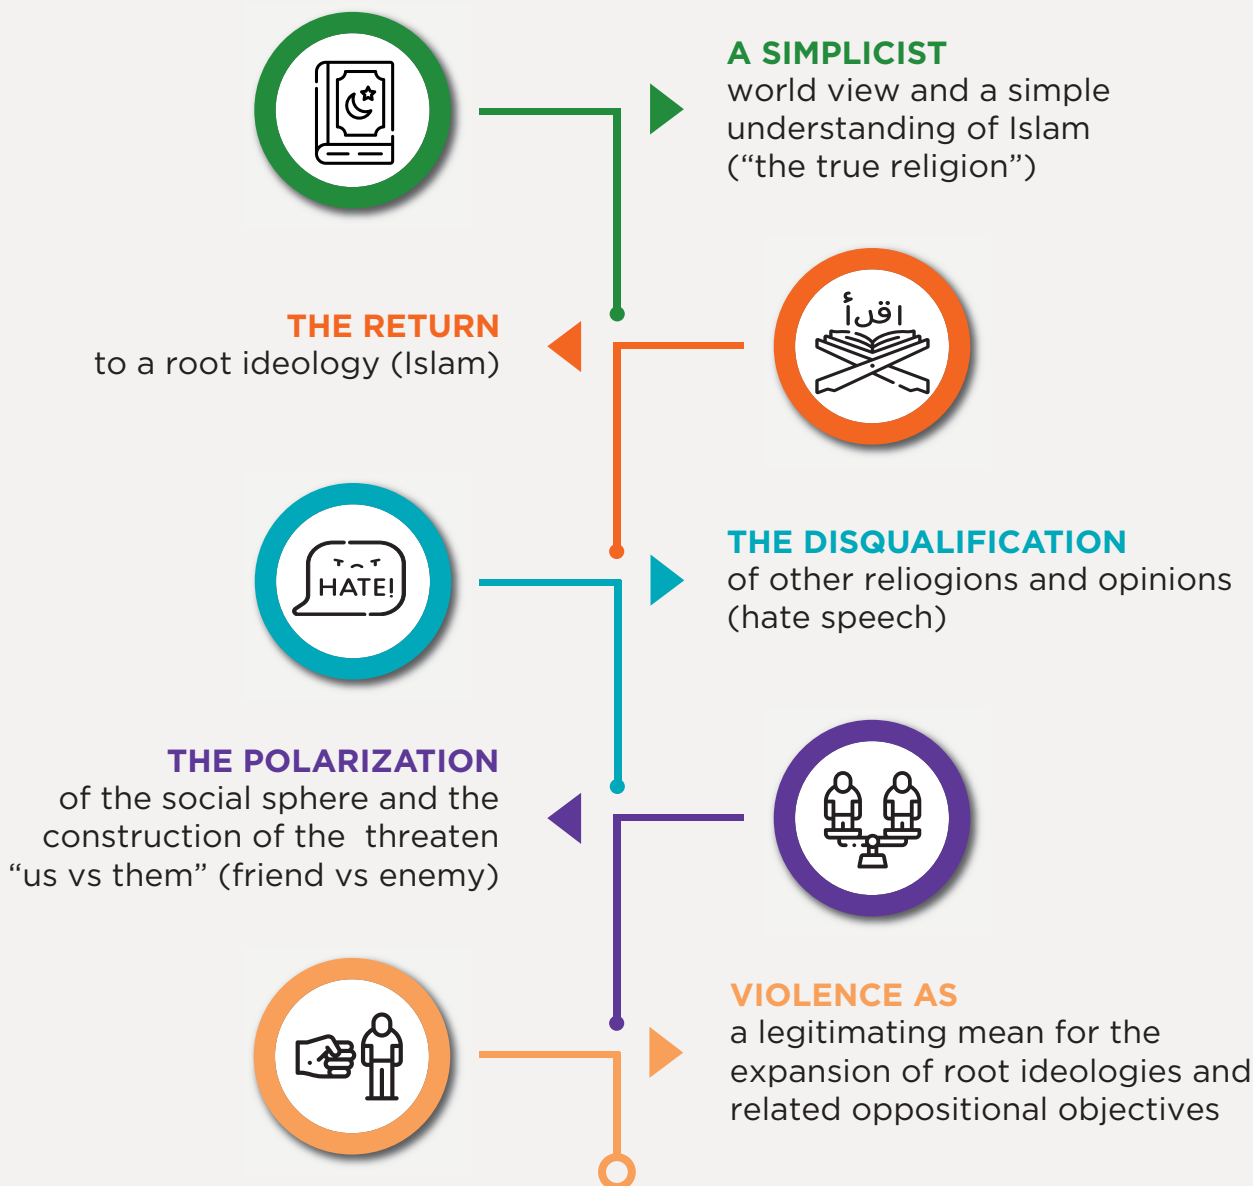 A SIMPLICIST
world view and a simple
understanding of Islam
(“the true religion”)
اقرأ
THE RETURN
to a root ideology (Islam)
HATE!
THE DISQUALIFICATION
of other reliogions and opinions
(hate speech)
THE POLARIZATION
of the social sphere and the
construction of the  threaten
“us vs them” (friend vs enemy)
VIOLENCE AS
a legitimating mean for the
expansion of root ideologies and
related oppositional objectives